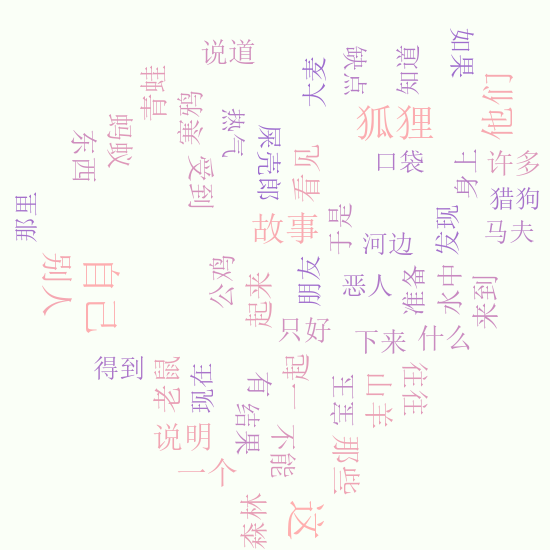 说道
如果
缺点
知道
大麦
他们
青蛙
寒鸦
狐狸
热气
蚂蚁
东西
屎壳郎
受到
看见
口袋
身上
许多
猎狗
那里
故事
于是
河边
发现
马夫
别人
自己
公鸡
起来
朋友
恶人
准备
水中
来到
只好
下来
什么
得到
老鼠
现在
有
结果
一起
宝玉
山羊
往往
说明
不能
那些
一个
森林
这